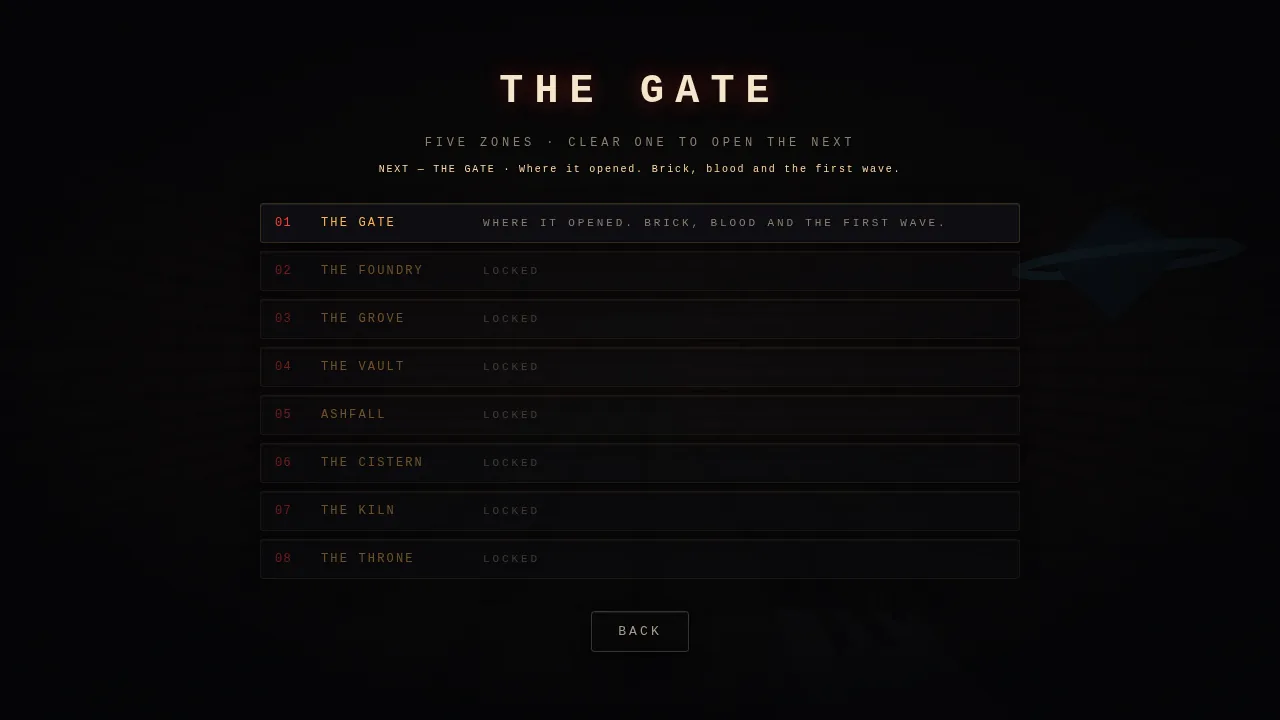 THE GATE
FIVE ZONES · CLEAR ONE TO OPEN THE NEXT
NEXT — THE GATE · Where it opened. Brick, blood and the first wave.
01 THE GATE WHERE IT OPENED. BRICK, BLOOD AND THE FIRST WAVE.
02 THE FOUNDRY LOCKED
03 THE GROVE LOCKED
04 THE VAULT LOCKED
05 ASHFALL LOCKED
06 THE CISTERN LOCKED
07 THE KILN LOCKED
08 THE THRONE LOCKED
BACK